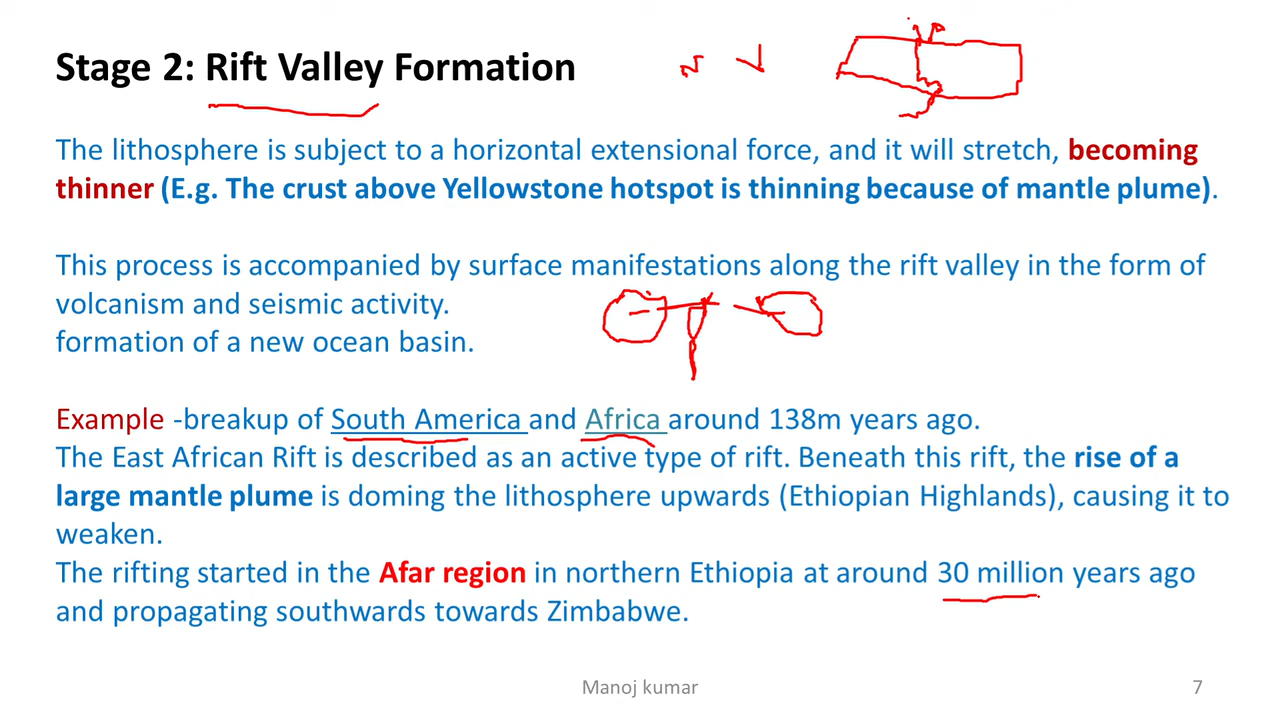 Stage 2: Rift Valley Formation
The lithosphere is subject to a horizontal extensional force, and it will stretch, becoming
thinner (E.g. The crust above Yellowstone hotspot is thinning because of mantle plume).
This process is accompanied by surface manifestations along the rift valley in the form of
volcanism and seismic activity.
formation of a new ocean basin.
Example -breakup of South America and Africa around 138m years ago.
The East African Rift is described as an active type of rift. Beneath this rift, the rise of a
large mantle plume is doming the lithosphere upwards (Ethiopian Highlands), causing it to
weaken.
The rifting started in the Afar region in northern Ethiopia at around 30 million years ago
and propagating southwards towards Zimbabwe.
Manoj kumar
7